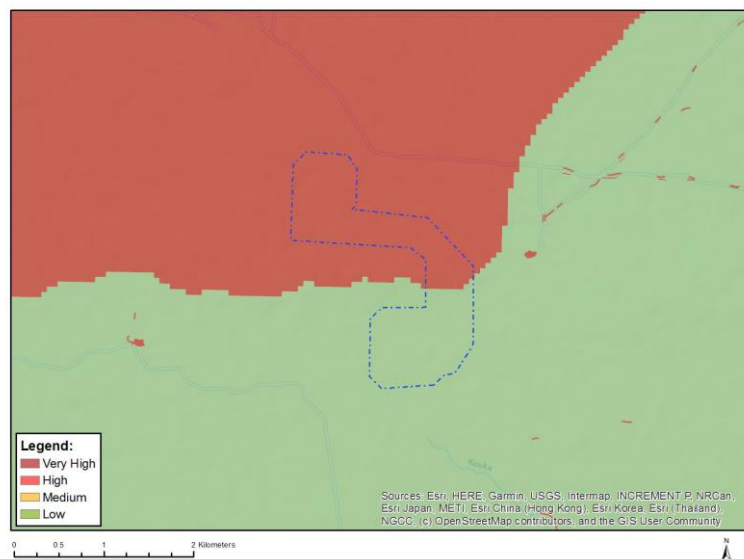 Legend:
Very High
High
Medium
Low
Kouka
Sources: Esri, HERE, Garmin, USGS, Intermap, INCREMENT P, NRCan,
Esri Japan, METI, Esri China (Hong Kong), Esri Korea, Esri (Thailand),
NGCC, (c) OpenStreetMap contributors, and the GIS User Community
0 0.5 1 2 Kilometers
N